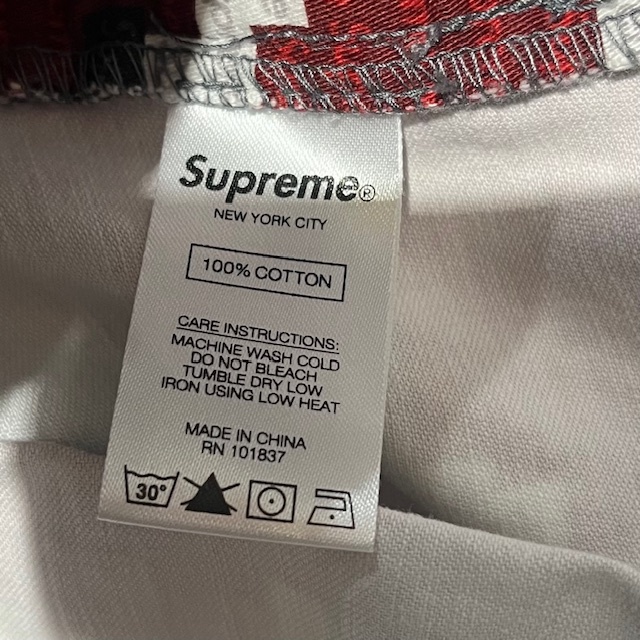 Supreme®
NEW YORK CITY
100% COTTON
CARE INSTRUCTIONS:
MACHINE WASH COLD
DO NOT BLEACH
TUMBLE DRY LOW
IRON USING LOW HEAT
MADE IN CHINA
RN 101837
30°